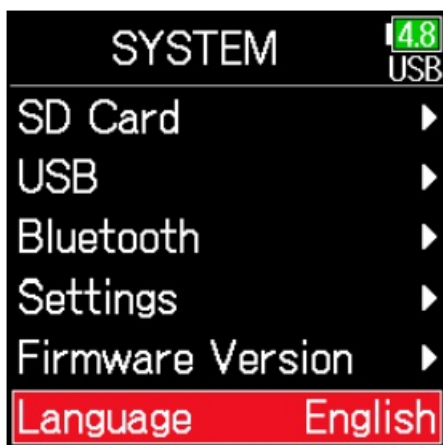 SYSTEM
4.8
USB
SD Card
USB
Bluetooth
Settings
Firmware Version
Language English